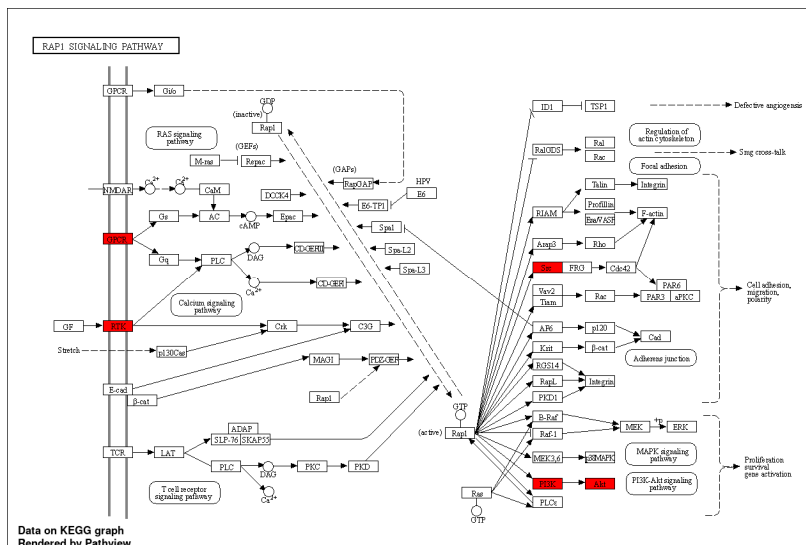 RAP1 SIGNALING PATHWAY
GPCR
Gi/o
GDP
(inactive)
Rap1
RAS signaling
pathway
(GEFs)
M-ras
Repac
(GAPs)
RapGAP
HPV
E6
NMDAR
Ca2+
Ca2+
CaM
DCCK4
E6-TP1
Gs
AC
cAMP
Epac
Spa1
GPCR
Gq
PLC
DAG
CD-GEFIII
Spa-L2
Ca2+
CD-GEFI
Spa-L3
Calcium signaling
pathway
GF
RTK
Crk
C3G
Stretch
p130Cas
MAGI
PDZ-GEF
E-cad
β-cat
Rap1
TCR
LAT
ADAP
SLP-76
SKAP55
PLC
DAG
PKC
PKD
Ca2+
T cell receptor
signaling pathway
GTP
(active)
Rap1
ID1
TSP1
Defective angiogensis
RalGDS
Ral
Rac
Regulation of
actin cytoskeleton
Smg cross-talk
Focal adhesion
RIAM
Talin
Integrin
Profillin
Ena/VASP
F-actin
Arap3
Rho
Src
FRG
Cdc42
PAR6
PAR3
aPKC
Vav2
Tiam
Rac
Cell adhesion,
migration,
polarity
AF6
p120
Cad
Krit
β-cat
Adherens junction
RGS14
RapL
Integrin
PKD1
B-Raf
Raf-1
MEK
+p
ERK
MEK3,6
p38MAPK
MAPK signaling
pathway
PI3K
Akt
PI3K-Akt signaling
pathway
Proliferation
survival
gene activation
Ras
GTP
PLCε
Data on KEGG graph
Rendered by Pathview